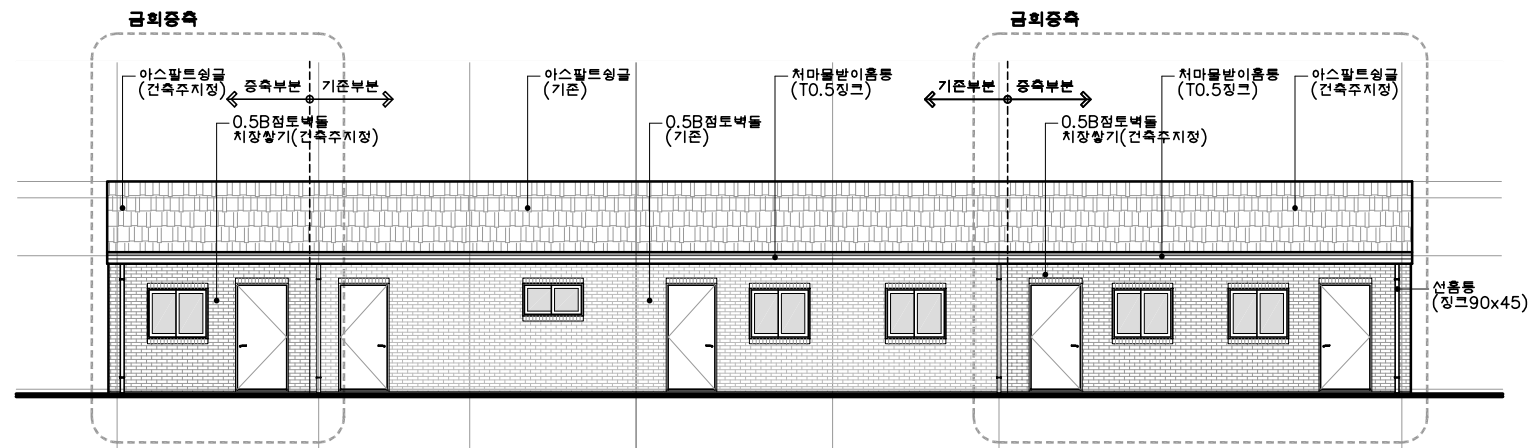 금회증축
금회증축
아스팔트슁글
(건축주지정)
증축부분
기존부분
아스팔트슁글
(기존)
처마물받이홈통
(T0.5징크)
기존부분
증축부분
처마물받이홈통
(T0.5징크)
아스팔트슁글
(건축주지정)
0.5B점토벽돌
치장쌓기(건축주지정)
0.5B점토벽돌
(기존)
0.5B점토벽돌
치장쌓기(건축주지정)
선홈통
(징크90x45)